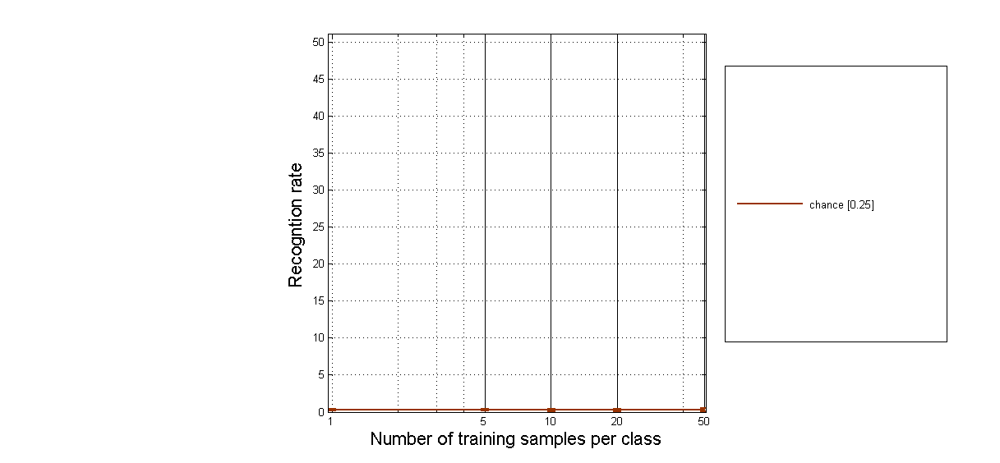 50
45
40
35
30
25
20
15
10
5
0
Recogntion rate
1 5 10 20 50
Number of training samples per class
chance [0.25]